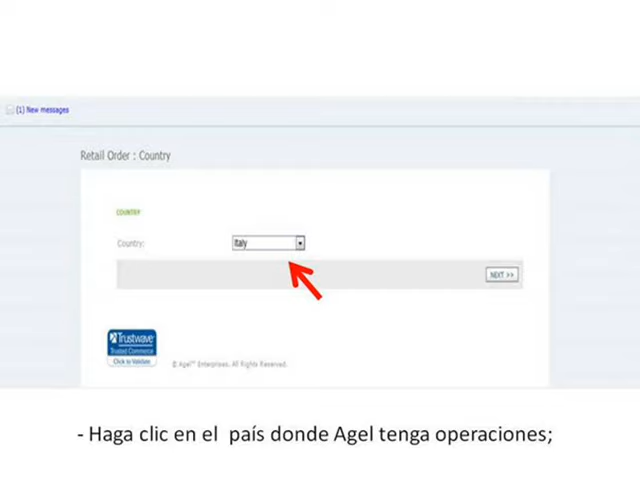 (1) New messages
Retail Order : Country
COUNTRY
Country: Italy
NEXT >>
Trustwave
Trusted Commerce
Click to Validate
© Agel™ Enterprises. All Rights Reserved.
- Haga clic en el país donde Agel tenga operaciones;